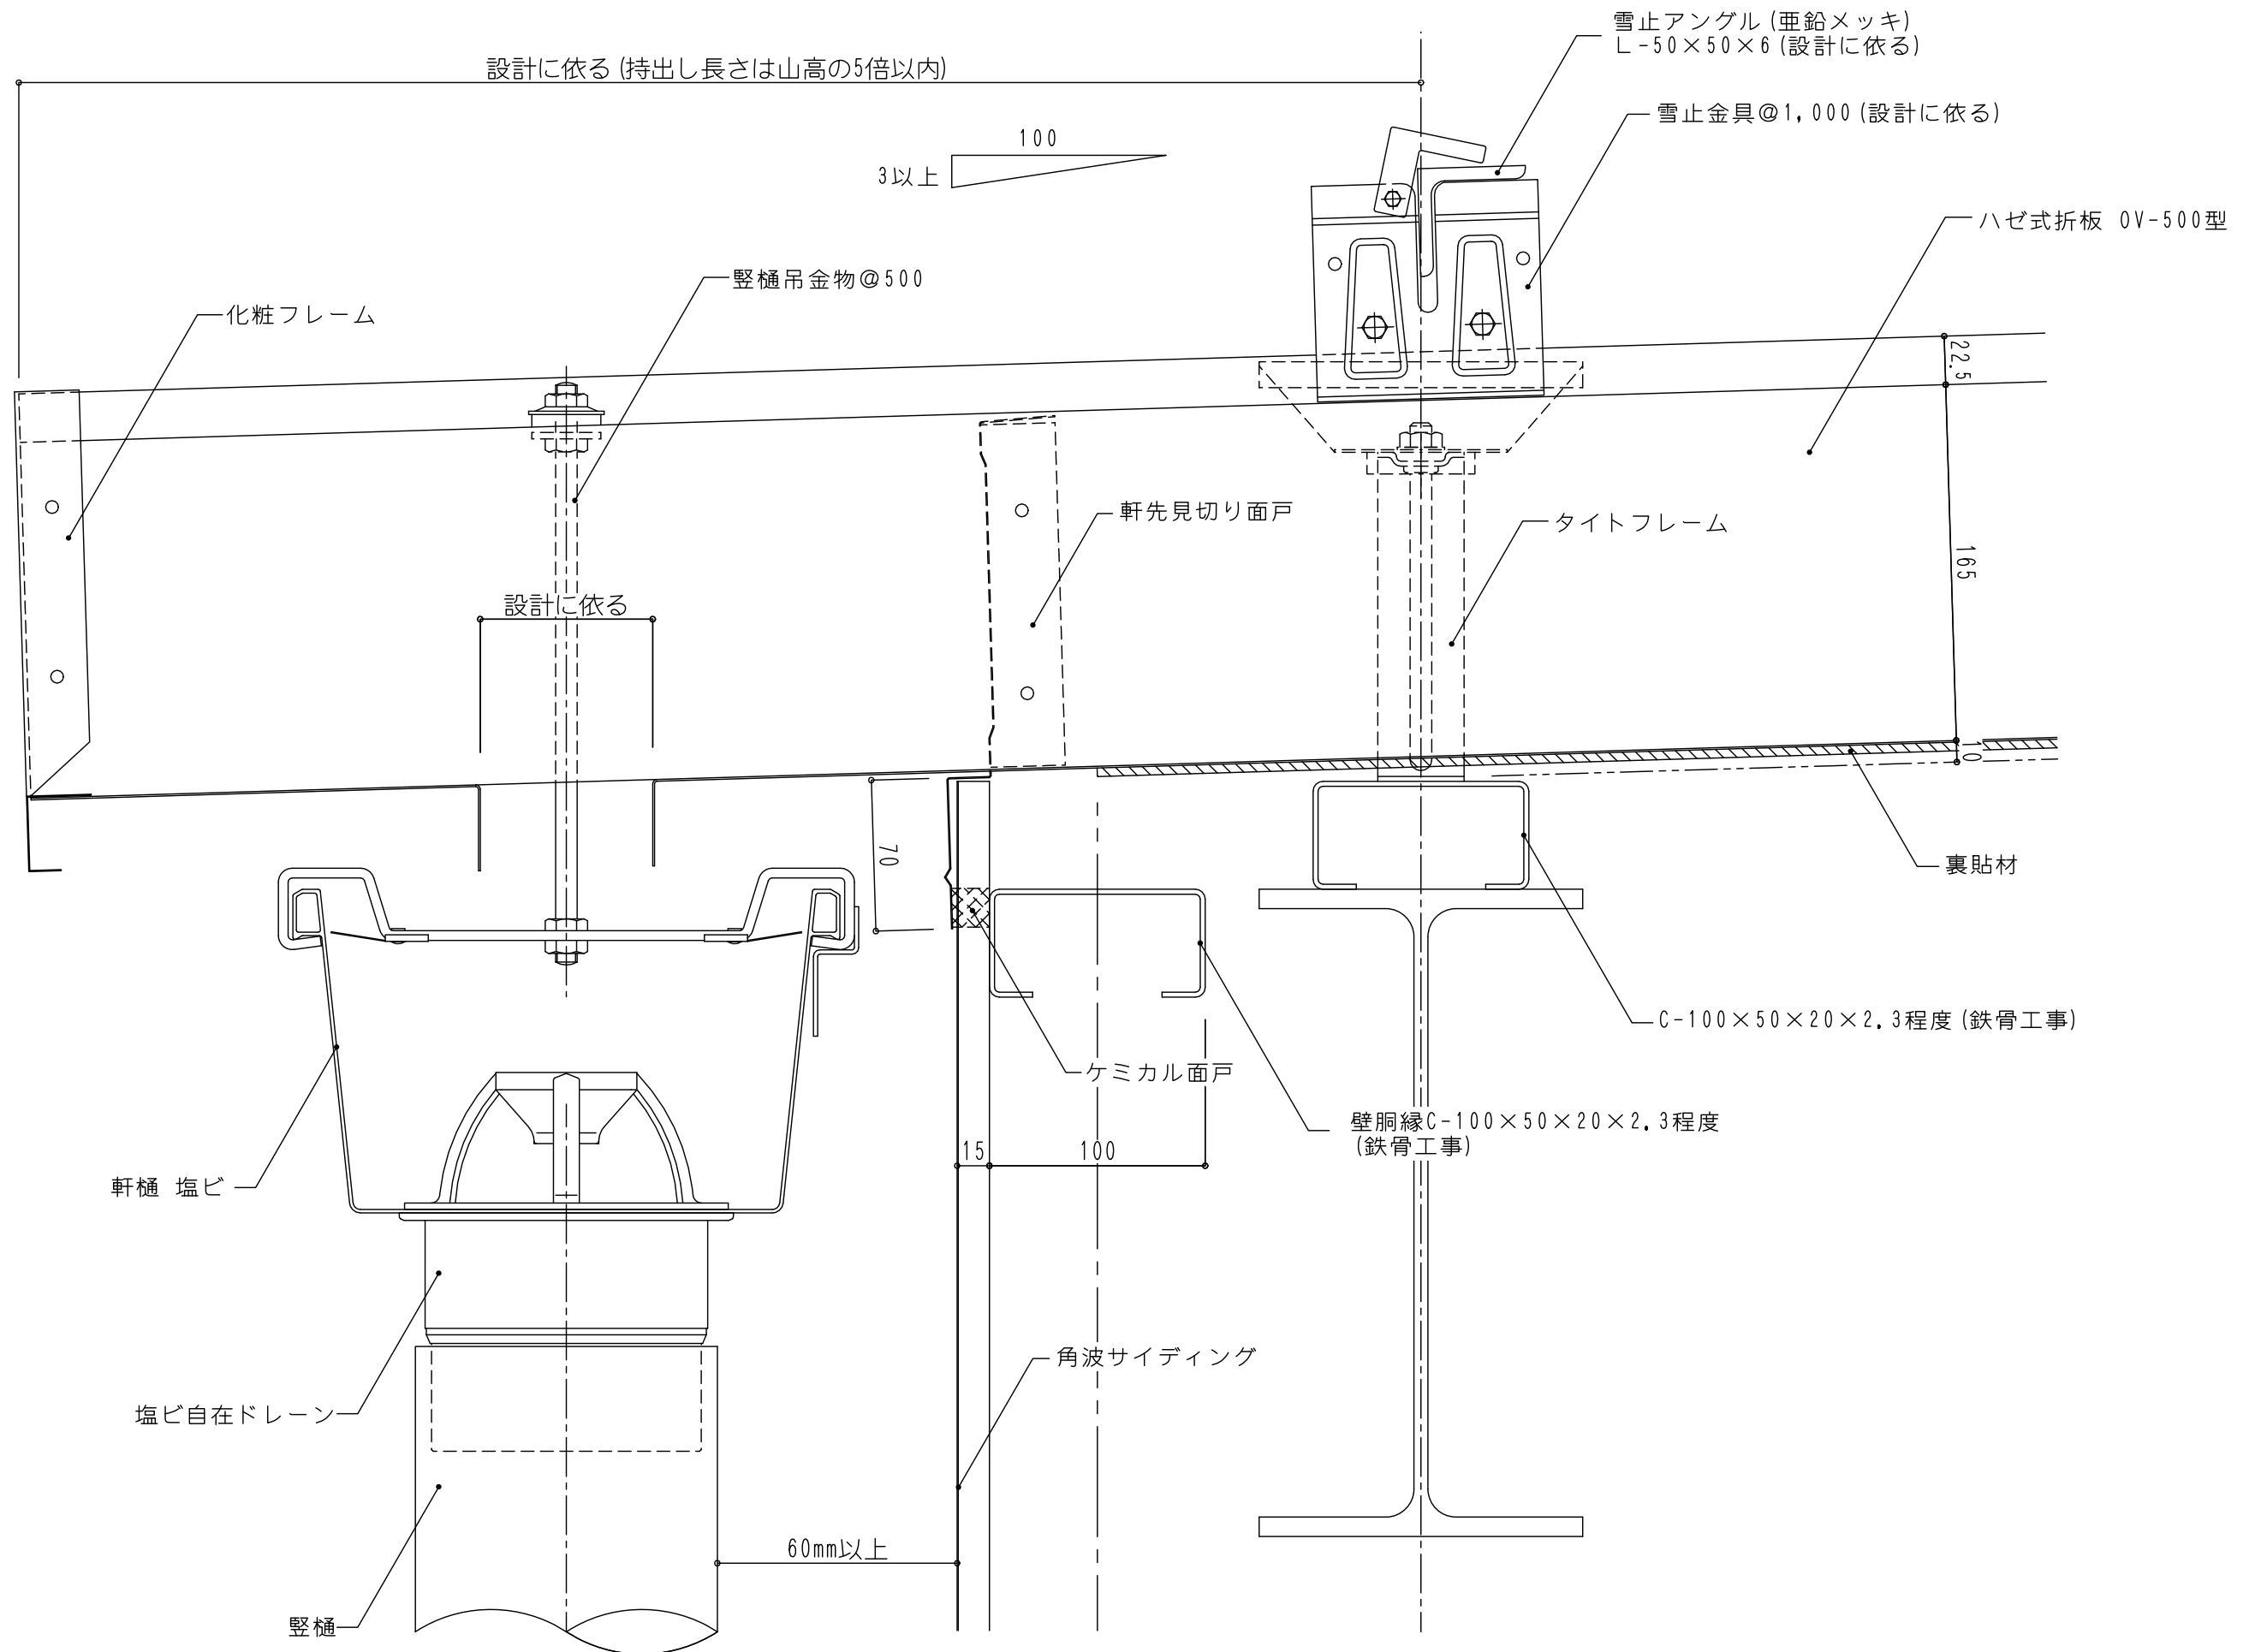 雪止アングル(亜鉛メッキ)
L-50×50×6(設計に依る)
設計に依る(持出し長さは山高の5倍以内)
雪止金具@1,000(設計に依る)
100
3以上
ハゼ式折板 OV-500型
竪樋吊金物@500
化粧フレーム
22.5
軒先見切り面戸
タイトフレーム
165
設計に依る
10
70
裏貼材
C-100×50×20×2.3程度(鉄骨工事)
ケミカル面戸
壁胴縁C-100×50×20×2.3程度
(鉄骨工事)
15
100
軒樋 塩ビ
角波サイディング
塩ビ自在ドレーン
60mm以上
竪樋